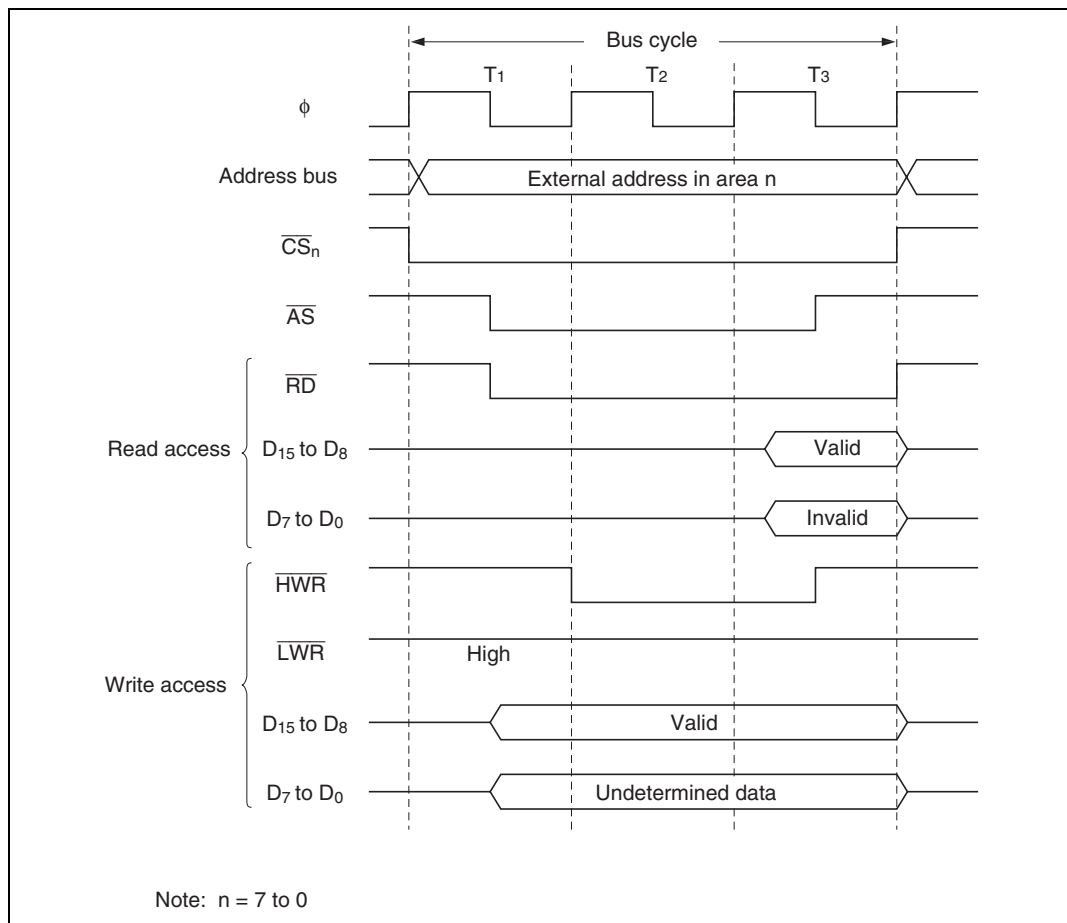 Bus cycle
T1 T2 T3
ϕ
Address bus External address in area n
CSn
AS
RD
Read access D15 to D8 Valid
D7 to D0 Invalid
HWR
LWR High
Write access
D15 to D8 Valid
D7 to D0 Undetermined data
Note: n = 7 to 0